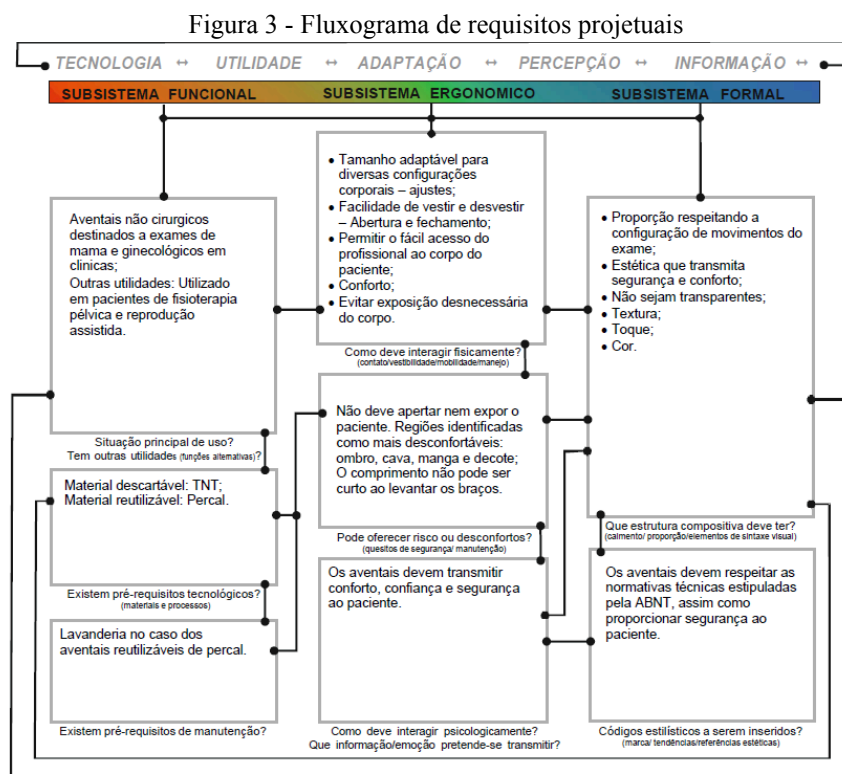 Figura 3 - Fluxograma de requisitos projetuais
TECNOLOGIA ↔ UTILIDADE ↔ ADAPTAÇÃO ↔ PERCEPÇÃO ↔ INFORMAÇÃO ↔
SUBSISTEMA FUNCIONAL
SUBSISTEMA ERGONOMICO
SUBSISTEMA FORMAL
Aventais não cirurgicos
destinados a exames de
mama e ginecológicos em
clinicas;
Outras utilidades: Utilizado
em pacientes de fisioterapia
pélvica e reprodução
assistida.
Situação principal de uso?
Tem outras utilidades (funções alternativas)?
Material descartável: TNT;
Material reutilizável: Percal.
Existem pré-requisitos tecnológicos?
(materiais e processos)
Lavanderia no caso dos
aventais reutilizáveis de percal.
Existem pré-requisitos de manutenção?
• Tamanho adaptável para
diversas configurações
corporais – ajustes;
• Facilidade de vestir e desvestir
– Abertura e fechamento;
• Permitir o fácil acesso do
profissional ao corpo do
paciente;
• Conforto;
• Evitar exposição desnecessária
do corpo.
Como deve interagir fisicamente?
(contato/vestibilidade/mobilidade/manejo)
Não deve apertar nem expor o
paciente. Regiões identificadas
como mais desconfortáveis:
ombro, cava, manga e decote;
O comprimento não pode ser
curto ao levantar os braços.
Pode oferecer risco ou desconfortos?
(quesitos de segurança/ manutenção)
Os aventais devem transmitir
conforto, confiança e segurança
ao paciente.
Como deve interagir psicologicamente?
Que informação/emoção pretende-se transmitir?
• Proporção respeitando a
configuração de movimentos do
exame;
• Estética que transmita
segurança e conforto;
• Não sejam transparentes;
• Textura;
• Toque;
• Cor.
Que estrutura compositiva deve ter?
(caimento/ proporção/elementos de sintaxe visual)
Os aventais devem respeitar as
normativas técnicas estipuladas
pela ABNT, assim como
proporcionar segurança ao
paciente.
Códigos estilísticos a serem inseridos?
(marca/ tendências/referências estéticas)